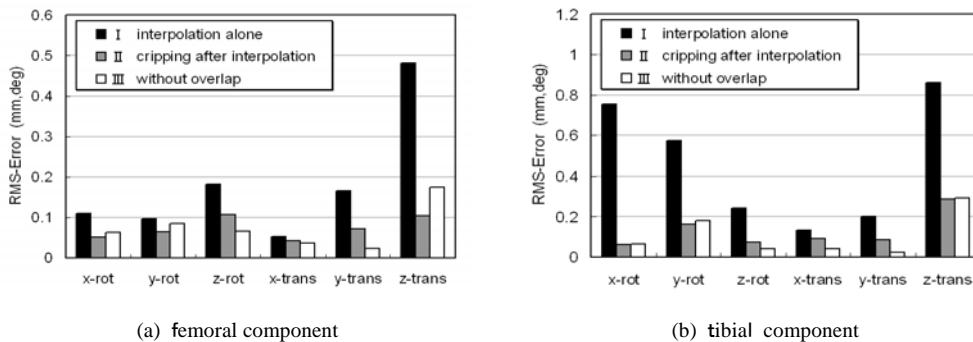 0.6
0.5
0.4
0.3
0.2
0.1
0
RMS-Error (mm,deg)
I interpolation alone
II cripping after interpolation
III without overlap
x-rot y-rot z-rot x-trans y-trans z-trans
(a) femoral component
1.2
1
0.8
0.6
0.4
0.2
0
RMS-Error (mm,deg)
I interpolation alone
II cripping after interpolation
III without overlap
x-rot y-rot z-rot x-trans y-trans z-trans
(b) tibial component